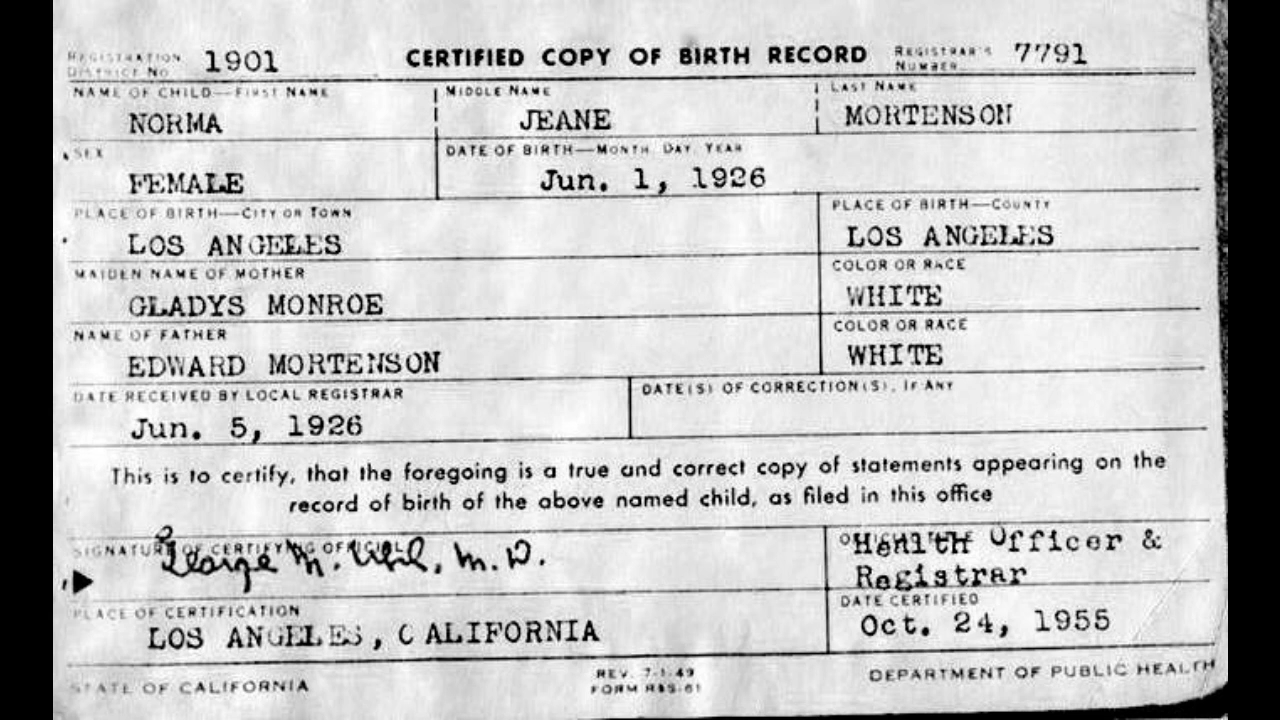 REGISTRATION DISTRICT NO 1901 CERTIFIED COPY OF BIRTH RECORD REGISTRAR'S NUMBER 7791
NAME OF CHILD—FIRST NAME MIDDLE NAME LAST NAME
NORMA JEANE MORTENSON
SEX DATE OF BIRTH—MONTH, DAY, YEAR
FEMALE Jun. 1, 1926
PLACE OF BIRTH—CITY OR TOWN PLACE OF BIRTH—COUNTY
LOS ANGELES LOS ANGELES
MAIDEN NAME OF MOTHER COLOR OR RACE
GLADYS MONROE WHITE
NAME OF FATHER COLOR OR RACE
EDWARD MORTENSON WHITE
DATE RECEIVED BY LOCAL REGISTRAR DATE(S) OF CORRECTION(S), IF ANY
Jun. 5, 1926
This is to certify, that the foregoing is a true and correct copy of statements appearing on the
record of birth of the above named child, as filed in this office
SIGNATURE OF CERTIFYING OFFICIAL
George M. Uhl, M.D. Health Officer &
Registrar
PLACE OF CERTIFICATION DATE CERTIFIED
LOS ANGELES, CALIFORNIA Oct. 24, 1955
STATE OF CALIFORNIA REV. 7-1-49 DEPARTMENT OF PUBLIC HEALTH
FORM